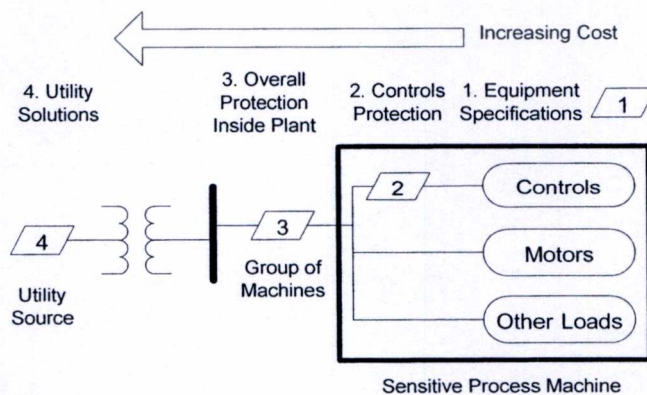 Increasing Cost
4. Utility
Solutions
3. Overall
Protection
Inside Plant
2. Controls
Protection
1. Equipment
Specifications
1
2
Controls
4
3
Motors
Utility
Source
Group of
Machines
Other Loads
Sensitive Process Machine